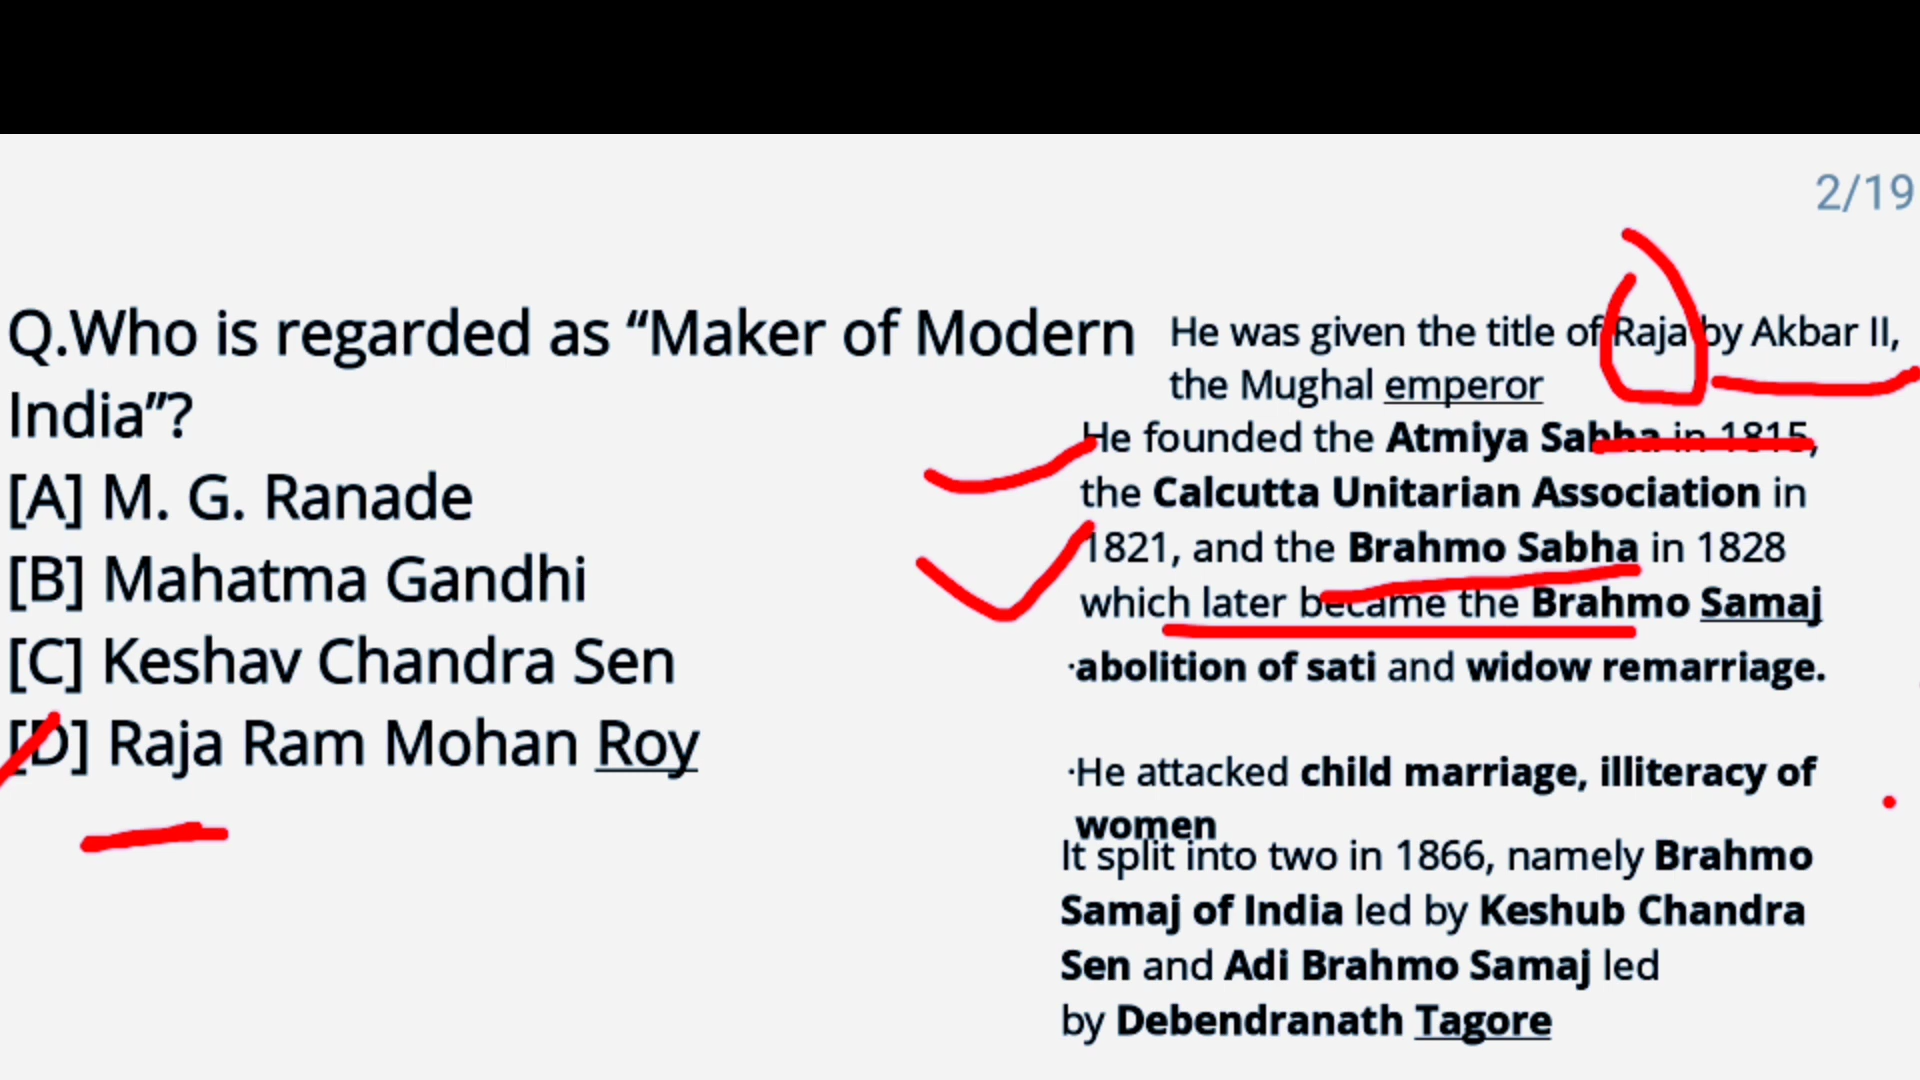 2/19
Q.Who is regarded as “Maker of Modern
India”?
[A] M. G. Ranade
[B] Mahatma Gandhi
[C] Keshav Chandra Sen
[D] Raja Ram Mohan Roy
He was given the title of Raja by Akbar II,
the Mughal emperor
He founded the Atmiya Sabha in 1815,
the Calcutta Unitarian Association in
1821, and the Brahmo Sabha in 1828
which later became the Brahmo Samaj
·abolition of sati and widow remarriage.
·He attacked child marriage, illiteracy of
women
It split into two in 1866, namely Brahmo
Samaj of India led by Keshub Chandra
Sen and Adi Brahmo Samaj led
by Debendranath Tagore